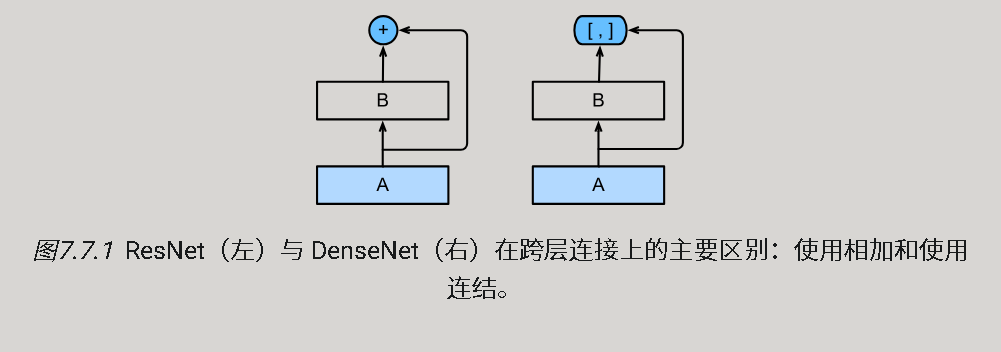 +
[ , ]
B
B
A
A
图7.7.1 ResNet（左）与 DenseNet（右）在跨层连接上的主要区别：使用相加和使用
连结。